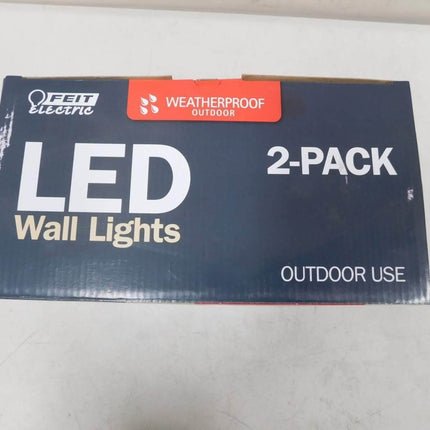 FEIT
Electric
WEATHERPROOF
OUTDOOR
LED
Wall Lights
2-PACK
OUTDOOR USE